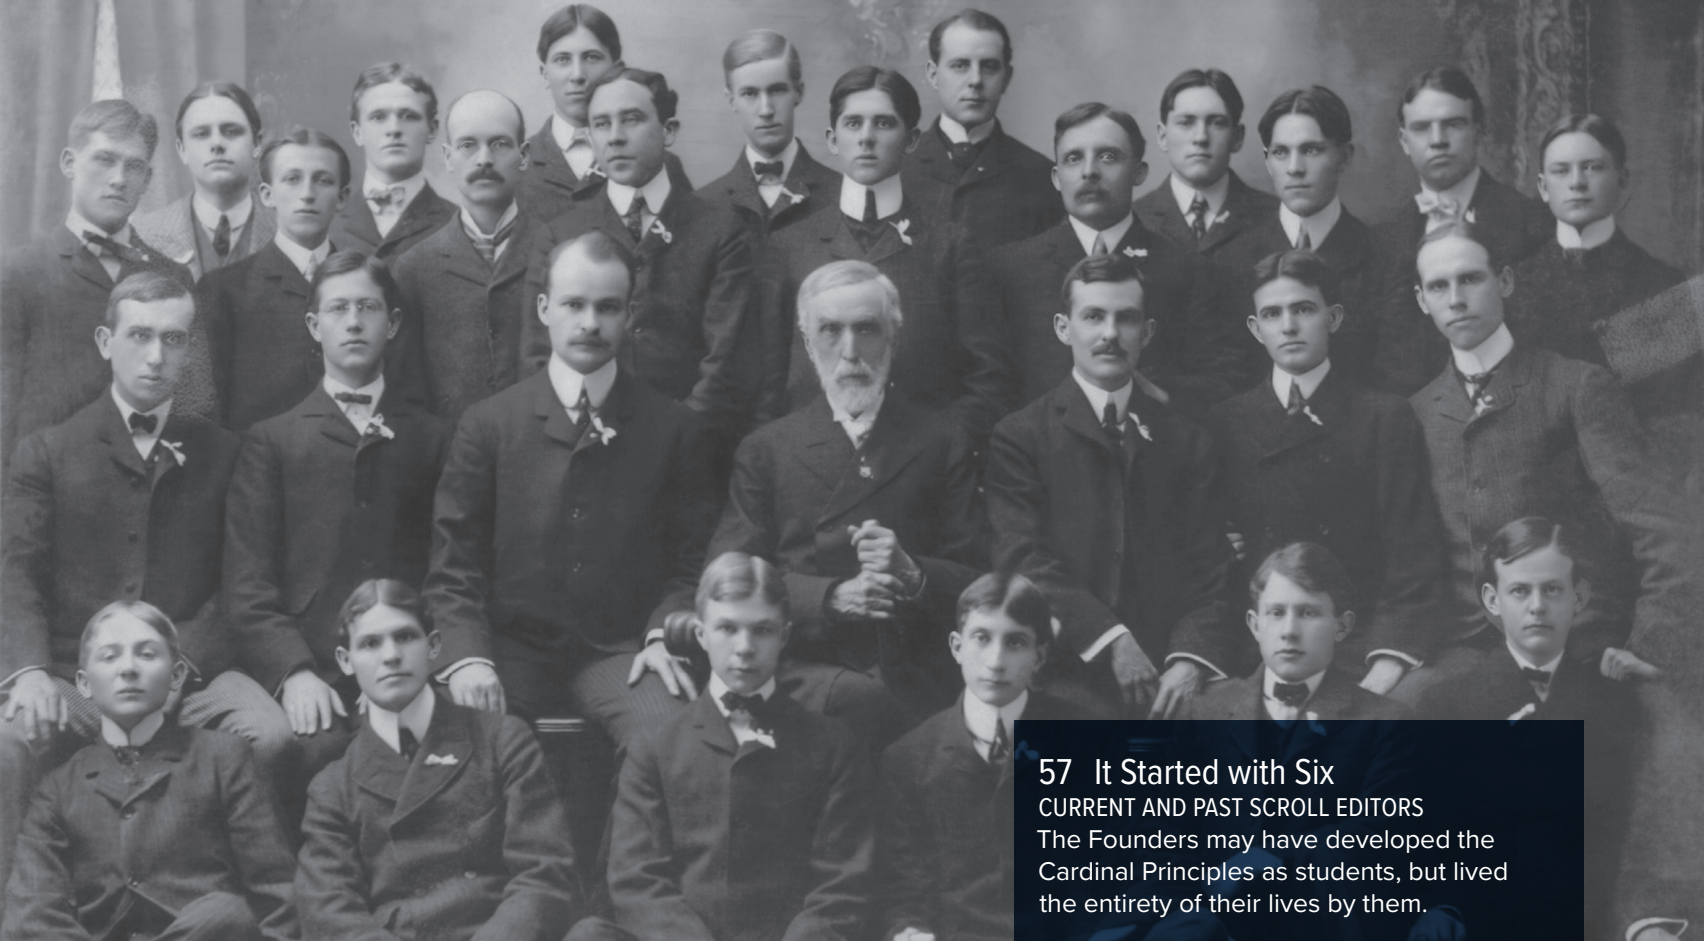 57 It Started with Six
CURRENT AND PAST SCROLL EDITORS
The Founders may have developed the
Cardinal Principles as students, but lived
the entirety of their lives by them.